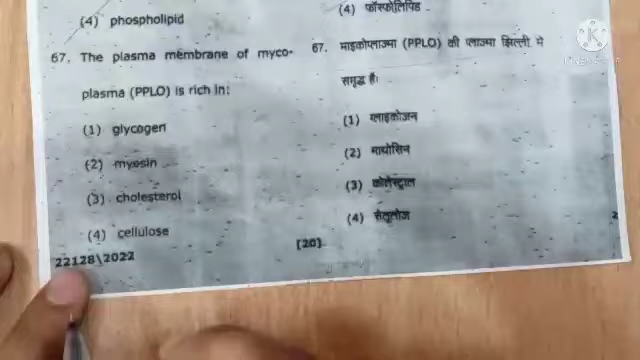 (4) phospholipid
67. The plasma membrane of myco-
plasma (PPLO) is rich in:
(1) glycogen
(2) myosin
(3) cholesterol
(4) cellulose
22128\2022
(4) फॉस्फोलिपिड
67. माइकोप्लाज्मा (PPLO) की प्लाज्मा झिल्ली में
समृद्ध है।
(1) ग्लाइकोजन
(2) मायोसिन
(3) कोलेस्ट्राल
(4) सेलूलोज
[20]
2
K